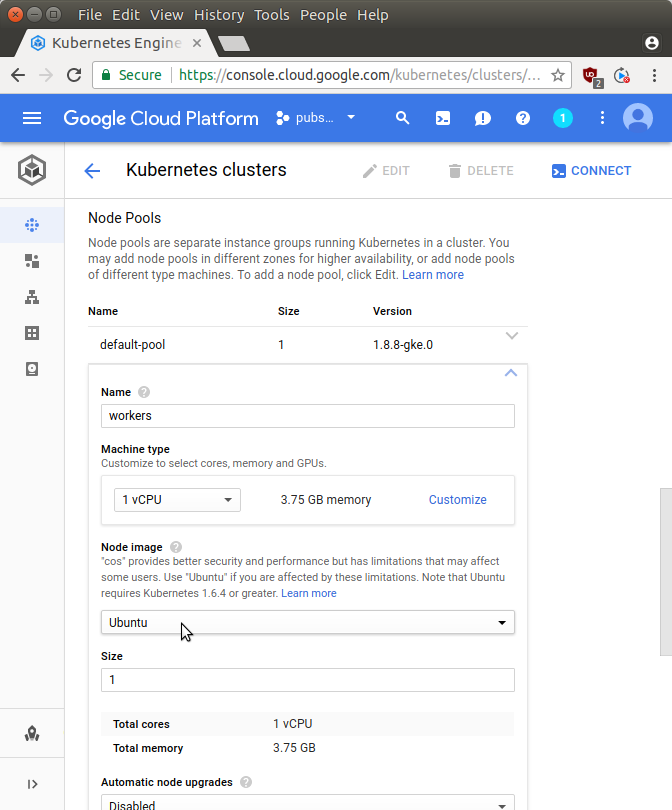 File Edit View History Tools People Help
Kubernetes Engine
Secure https://console.cloud.google.com/kubernetes/clusters/...
UD
2
Google Cloud Platform pubs... 1
Kubernetes clusters EDIT DELETE CONNECT
Node Pools
Node pools are separate instance groups running Kubernetes in a cluster. You
may add node pools in different zones for higher availability, or add node pools
of different type machines. To add a node pool, click Edit. Learn more
Name Size Version
default-pool 1 1.8.8-gke.0
Name
workers
Machine type
Customize to select cores, memory and GPUs.
1 vCPU 3.75 GB memory Customize
Node image
"cos" provides better security and performance but has limitations that may affect
some users. Use "Ubuntu" if you are affected by these limitations. Note that Ubuntu
requires Kubernetes 1.6.4 or greater. Learn more
Ubuntu
Size
1
Total cores 1 vCPU
Total memory 3.75 GB
Automatic node upgrades
Disabled